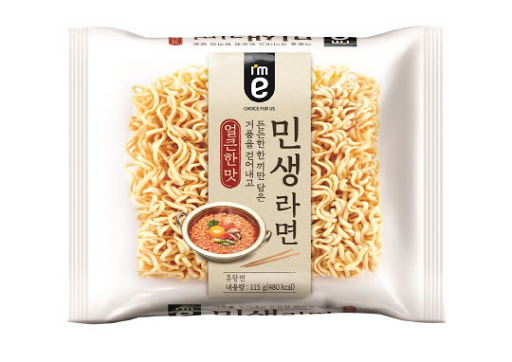 I'm
e
CHOICE FOR US
민생라면
거품을 걷어내고
든든한 한 끼만 담은
얼큰한 맛
유탕면
내용량 : 115 g(480 kcal)